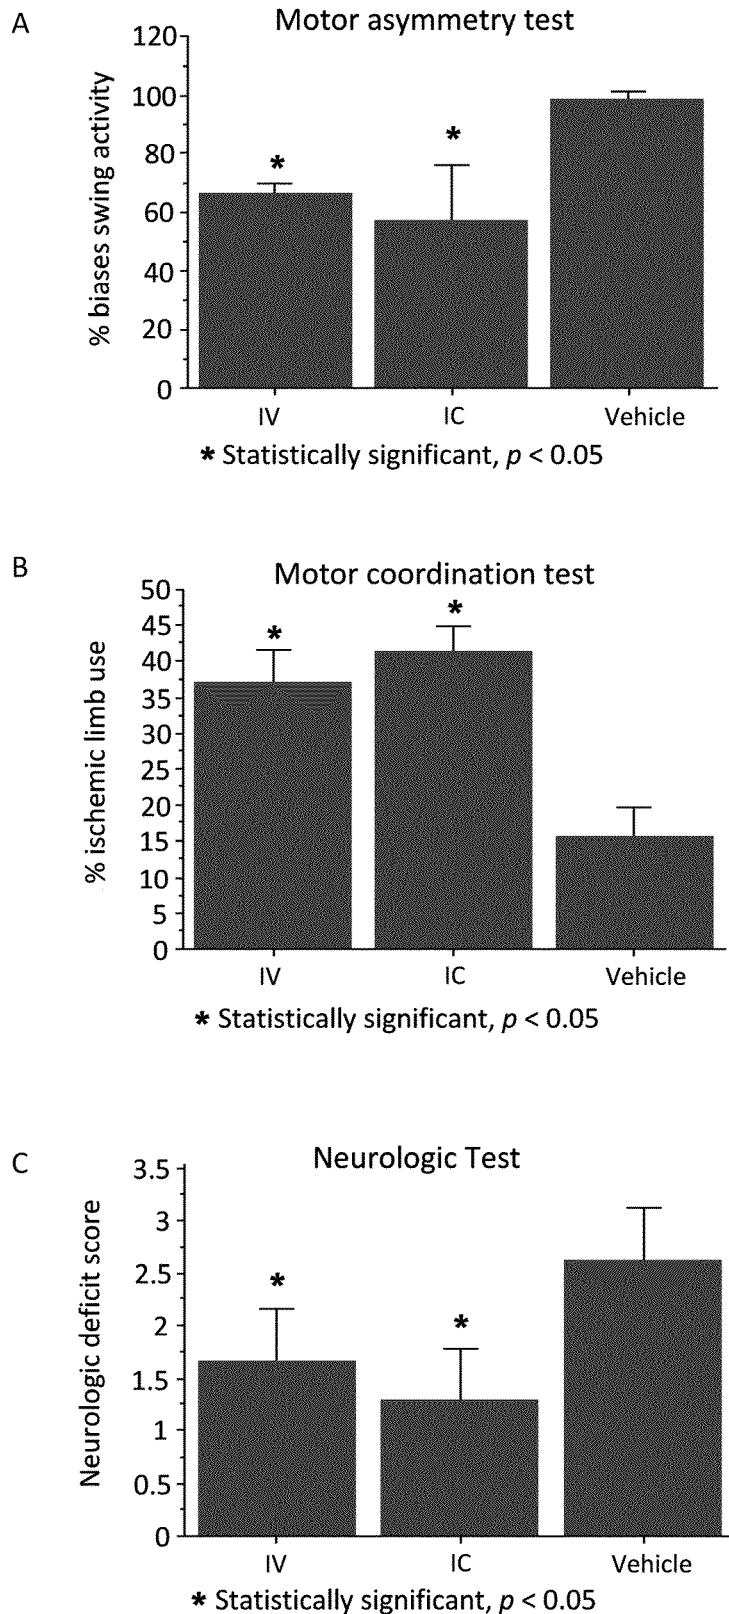 A
Motor asymmetry test
% biases swing activity
120
100
80
60
40
20
0
*
*
IV
IC
Vehicle
* Statistically significant, p < 0.05
B
Motor coordination test
% ischemic limb use
50
45
40
35
30
25
20
15
10
5
0
*
*
IV
IC
Vehicle
* Statistically significant, p < 0.05
C
Neurologic Test
Neurologic deficit score
3.5
3
2.5
2
1.5
1
0.5
0
*
*
IV
IC
Vehicle
* Statistically significant, p < 0.05